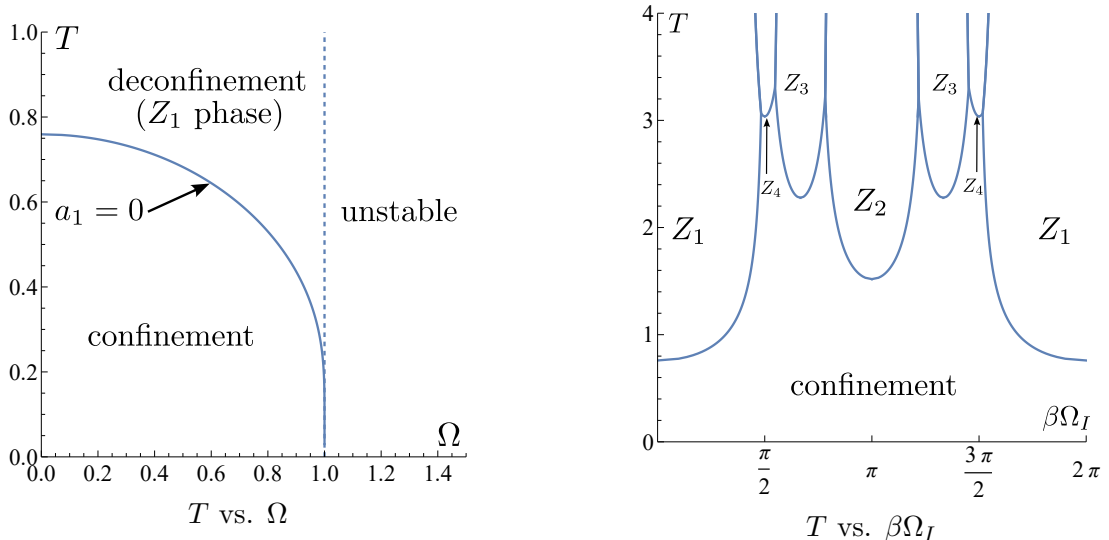 1.0
T
deconfinement
(Z₁ phase)
0.8
0.6
a₁ = 0
unstable
0.4
confinement
0.2
Ω
0.0
0.0 0.2 0.4 0.6 0.8 1.0 1.2 1.4
T vs. Ω
4
T
Z₃ Z₃
3
Z₄ Z₄
2
Z₁ Z₂ Z₁
1
confinement
βΩ_I
0
π/2 π 3π/2 2π
T vs. βΩ_I